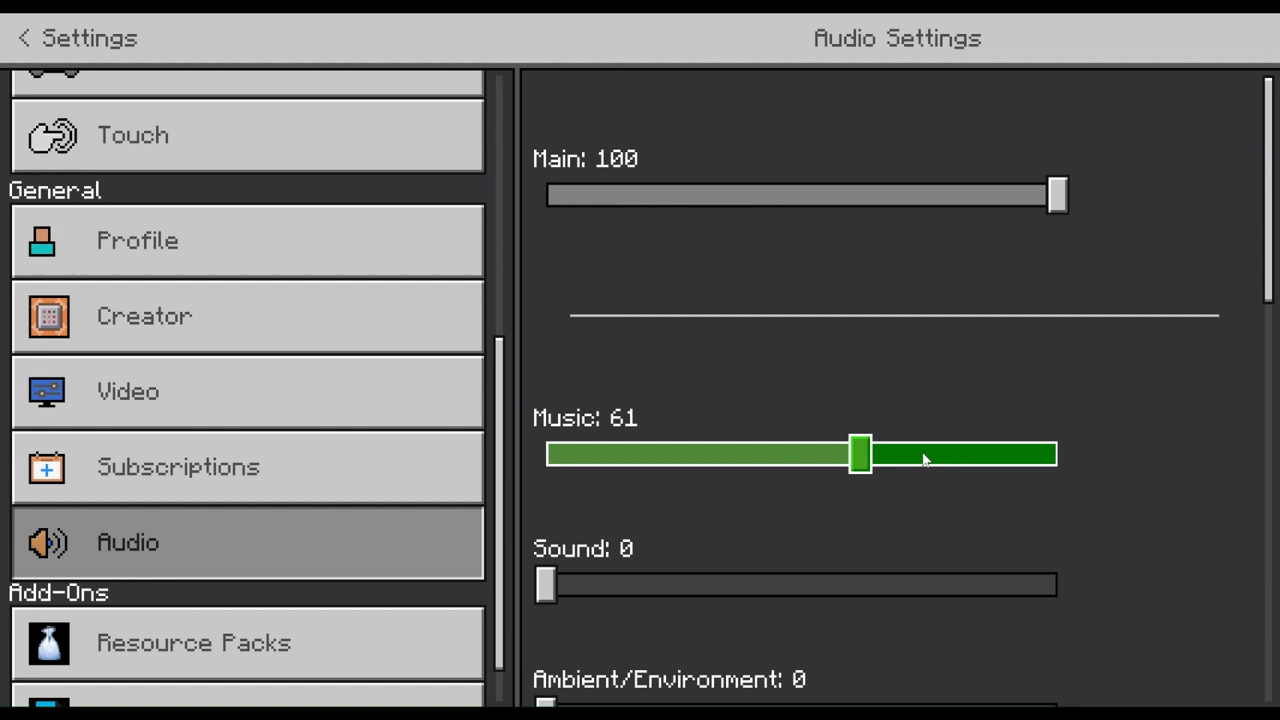 Settings
Audio Settings
Touch
General
Profile
Creator
Video
Subscriptions
Audio
Add-Ons
Resource Packs
Main: 100
Music: 61
Sound: 0
Ambient/Environment: 0